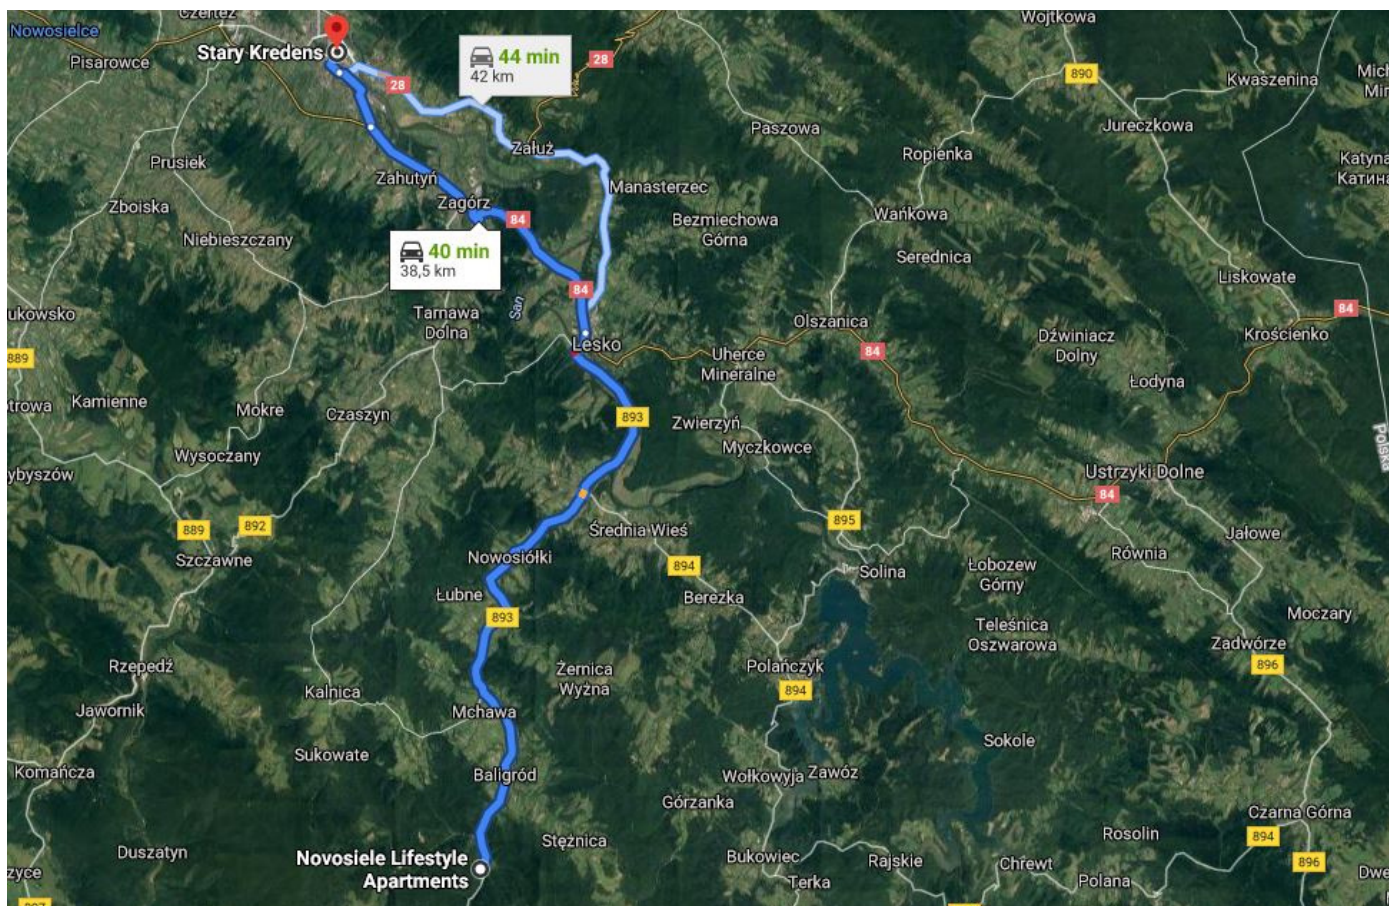 Czertez
Nowosielce
Wojtkowa
Stary Kredens
Pisarowce
44 min
42 km
28
28
890
Kwaszenina
Paszowa
Jureczkowa
Załuż
Ropienka
Prusiek
Zahutyń
Manasterzec
Katyna
Катина
Zagórz
Zboiska
84
Bezmiechowa
Górna
Wańkowa
Niebieszczany
40 min
38,5 km
Serednica
Liskowate
84
San
Tarnawa
Dolna
ukowsko
Olszanica
84
Krościenko
Dźwiniacz
Dolny
Lesko
84
Uherce
Mineralne
889
Łodyna
Kamienne
Mokre
Czaszyn
893
Zwierzyń
Myczkowce
Polska
Wysoczany
Ustrzyki Dolne
ybyszów
84
889
892
Średnia Wieś
895
Jałowe
Szczawne
Nowosiółki
Równia
894
Solina
Łobozew
Górny
Łubne
Berezka
893
Teleśnica
Oszwarowa
Moczary
Zadwórze
Rzepedź
Żernica
Wyżna
Polańczyk
896
Kalnica
894
Jawornik
Mchawa
Sukowate
Sokole
Komańcza
Baligród
Wołkowyja
Zawóz
Górzanka
Czarna Górna
Stężnica
Rosolin
894
Duszatyn
Novosiele Lifestyle
Apartments
Bukowiec
Rajskie
Chrewt
896
Terka
Polana